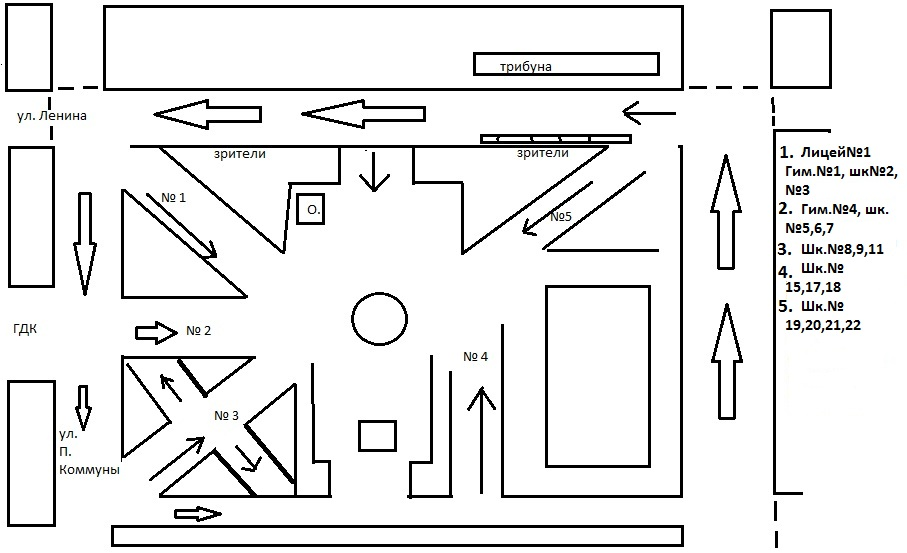 трибуна
ул. Ленина
зрители
зрители
№ 1
О.
№5
ГДК
№ 2
№ 4
№ 3
ул.
П.
Коммуны
1. Лицей№1
Гим.№1, шк№2,
№3
2. Гим.№4, шк.
№5,6,7
3. Шк.№8,9,11
4. Шк.№
15,17,18
5. Шк.№
19,20,21,22